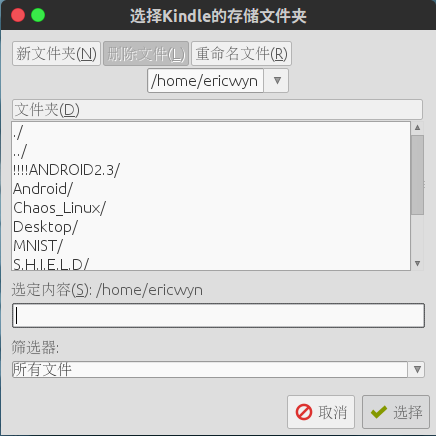 选择Kindle的存储文件夹
新文件夹(N) 删除文件(L) 重命名文件(R)
/home/ericwyn
文件夹(D)
./
../
!!!!ANDROID2.3/
Android/
Chaos_Linux/
Desktop/
MNIST/
S.H.I.E.L.D/
选定内容(S): /home/ericwyn
筛选器:
所有文件
取消 选择